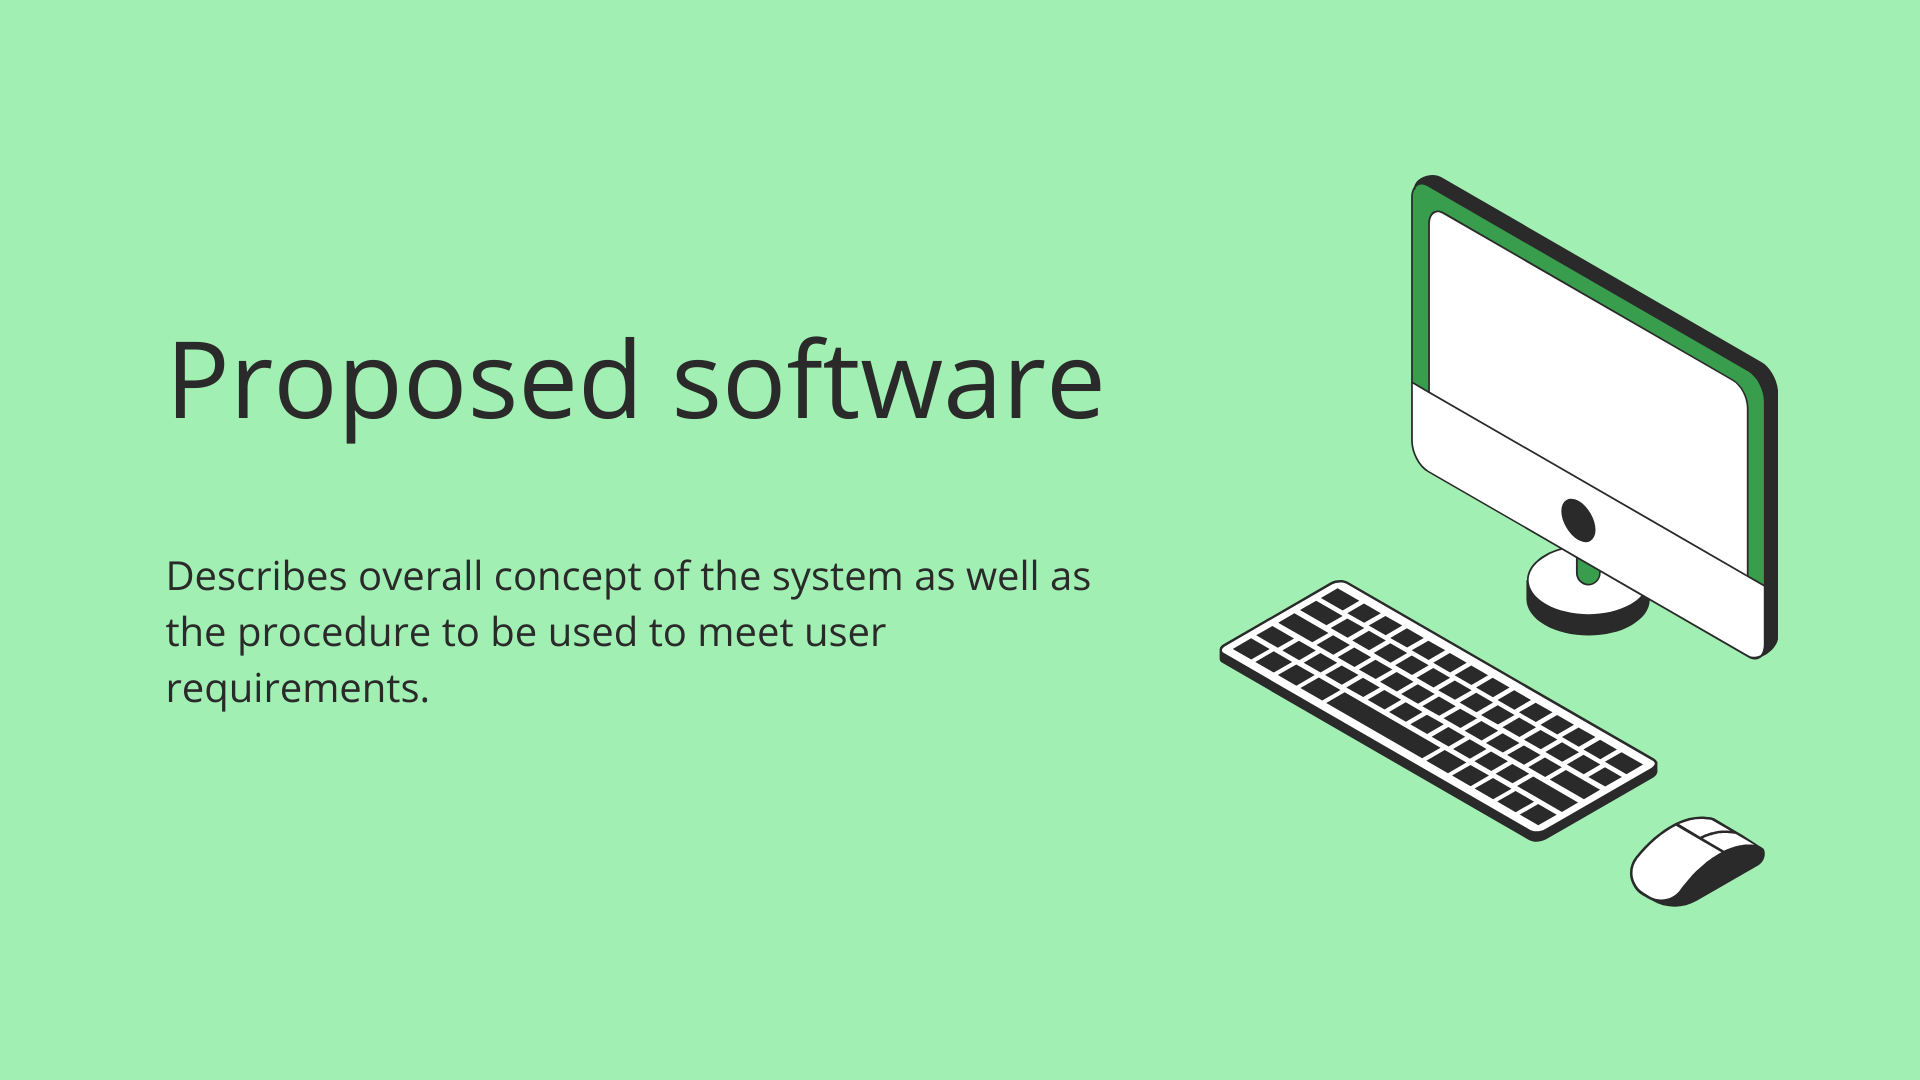 Proposed software
Describes overall concept of the system as well as
the procedure to be used to meet user
requirements.